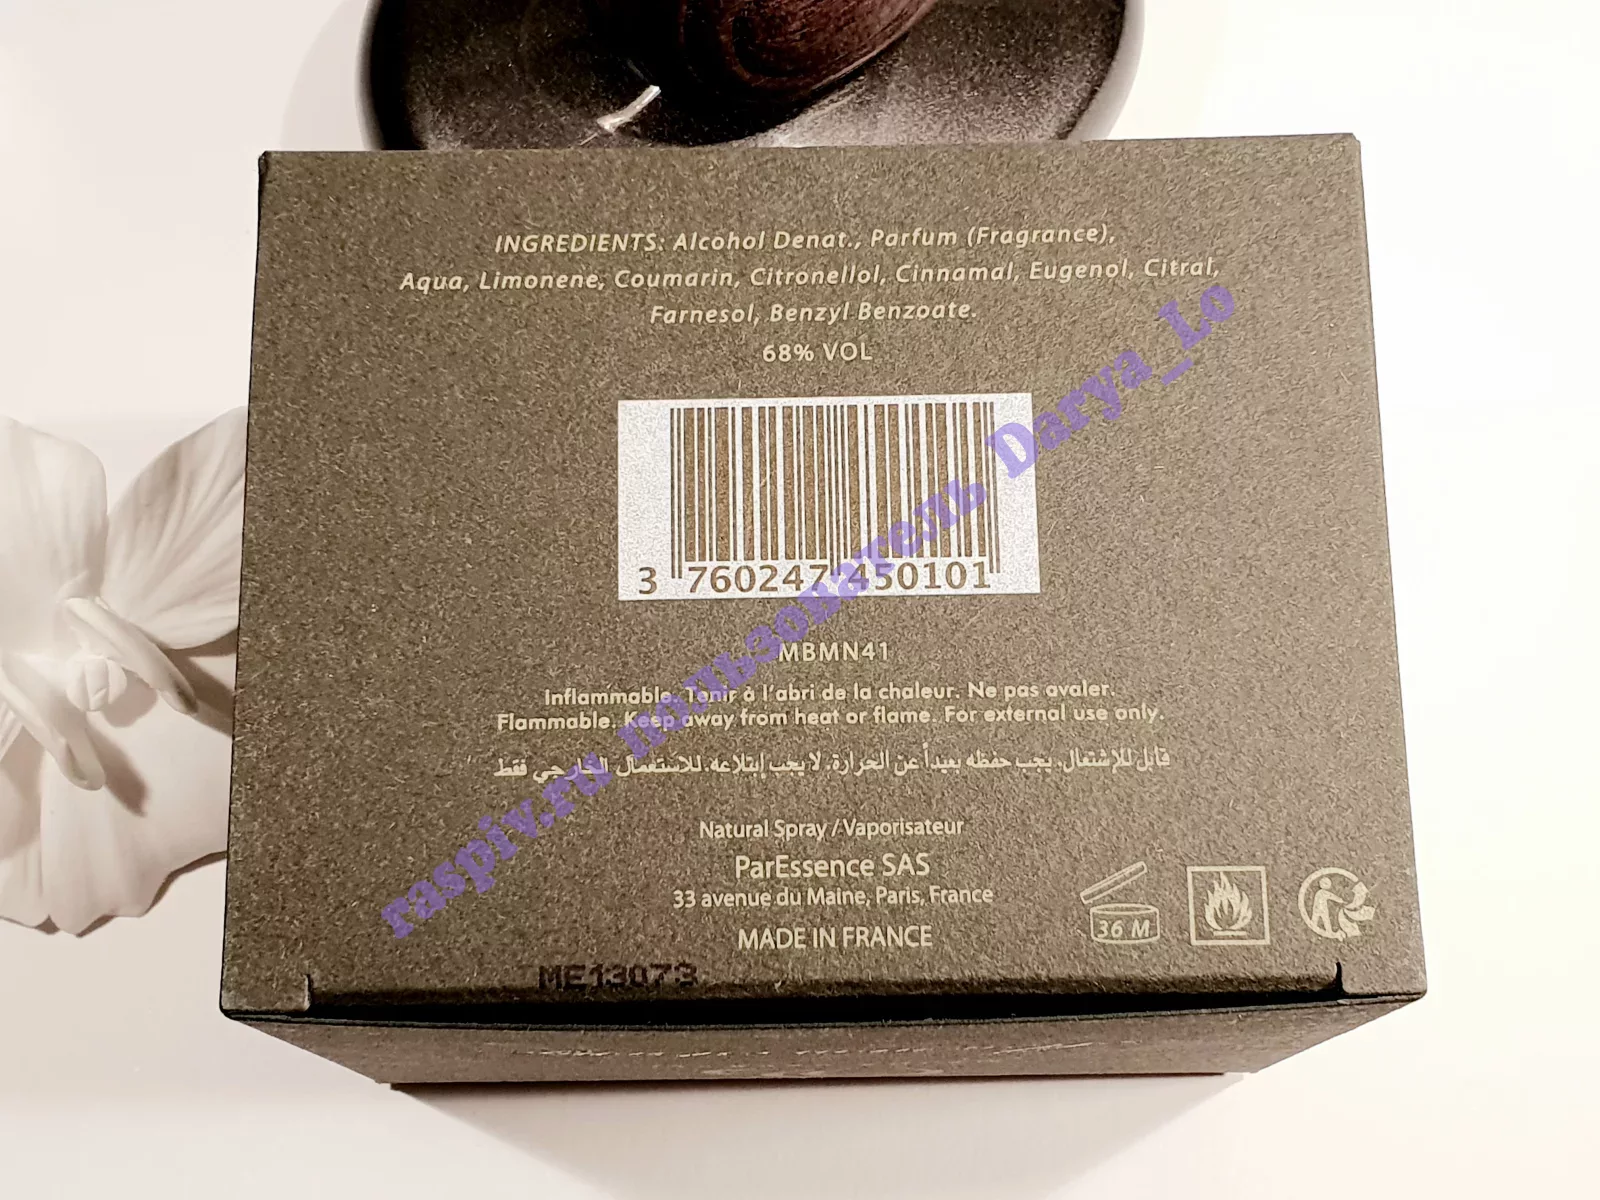 INGREDIENTS: Alcohol Denat., Parfum (Fragrance),
Aqua, Limonene, Coumarin, Citronellol, Cinnamal, Eugenol, Citral,
Farnesol, Benzyl Benzoate.
68% VOL
3 760247 450101
MBMN41
Inflammable. Tenir à l'abri de la chaleur. Ne pas avaler.
Flammable. Keep away from heat or flame. For external use only.
قابل للإشتعال. يجب حفظه بعيداً عن الحرارة. لا يجب إبتلاعه. للاستعمال الخارجي فقط
Natural Spray / Vaporisateur
ParEssence SAS
33 avenue du Maine, Paris, France
MADE IN FRANCE
36 M
ME13073
raspiv.ru пользователь Darya_Lo